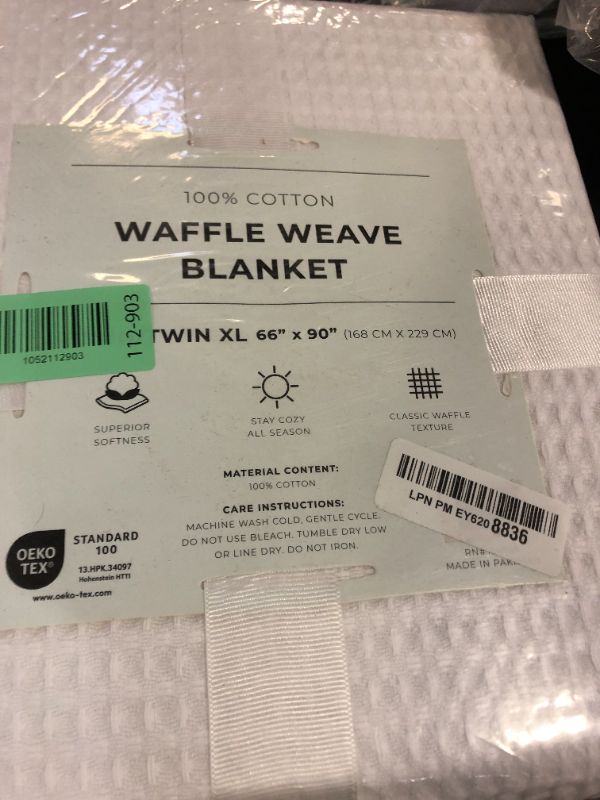 100% COTTON
WAFFLE WEAVE
BLANKET
1052112903
112-903
TWIN XL 66” x 90” (168 CM X 229 CM)
SUPERIOR
SOFTNESS
STAY COZY
ALL SEASON
CLASSIC WAFFLE
TEXTURE
MATERIAL CONTENT:
100% COTTON
CARE INSTRUCTIONS:
MACHINE WASH COLD, GENTLE CYCLE.
DO NOT USE BLEACH. TUMBLE DRY LOW
OR LINE DRY. DO NOT IRON.
OEKO
TEX®
STANDARD
100
13.HPK.34097
Hohenstein HTTI
www.oeko-tex.com
LPN PM EY620 8836
RN#
MADE IN